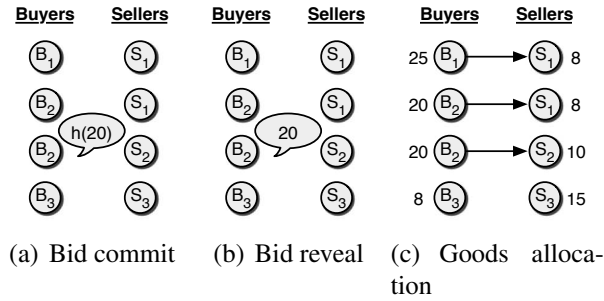 Buyers Sellers
B1 S1
B2 S1
B2 S2
h(20)
B3 S3
(a) Bid commit
Buyers Sellers
B1 S1
B2 S1
B2 S2
20
B3 S3
(b) Bid reveal
Buyers Sellers
25 B1 S1 8
20 B2 S1 8
20 B2 S2 10
8 B3 S3 15
(c) Goods alloca-
tion